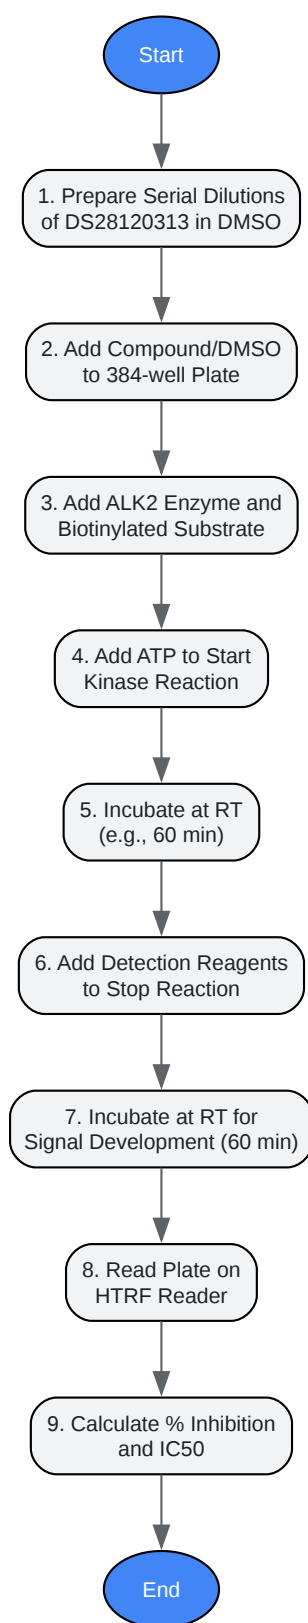 Start
1. Prepare Serial Dilutions
of DS28120313 in DMSO
2. Add Compound/DMSO
to 384-well Plate
3. Add ALK2 Enzyme and
Biotinylated Substrate
4. Add ATP to Start
Kinase Reaction
5. Incubate at RT
(e.g., 60 min)
6. Add Detection Reagents
to Stop Reaction
7. Incubate at RT for
Signal Development (60 min)
8. Read Plate on
HTRF Reader
9. Calculate % Inhibition
and IC50
End